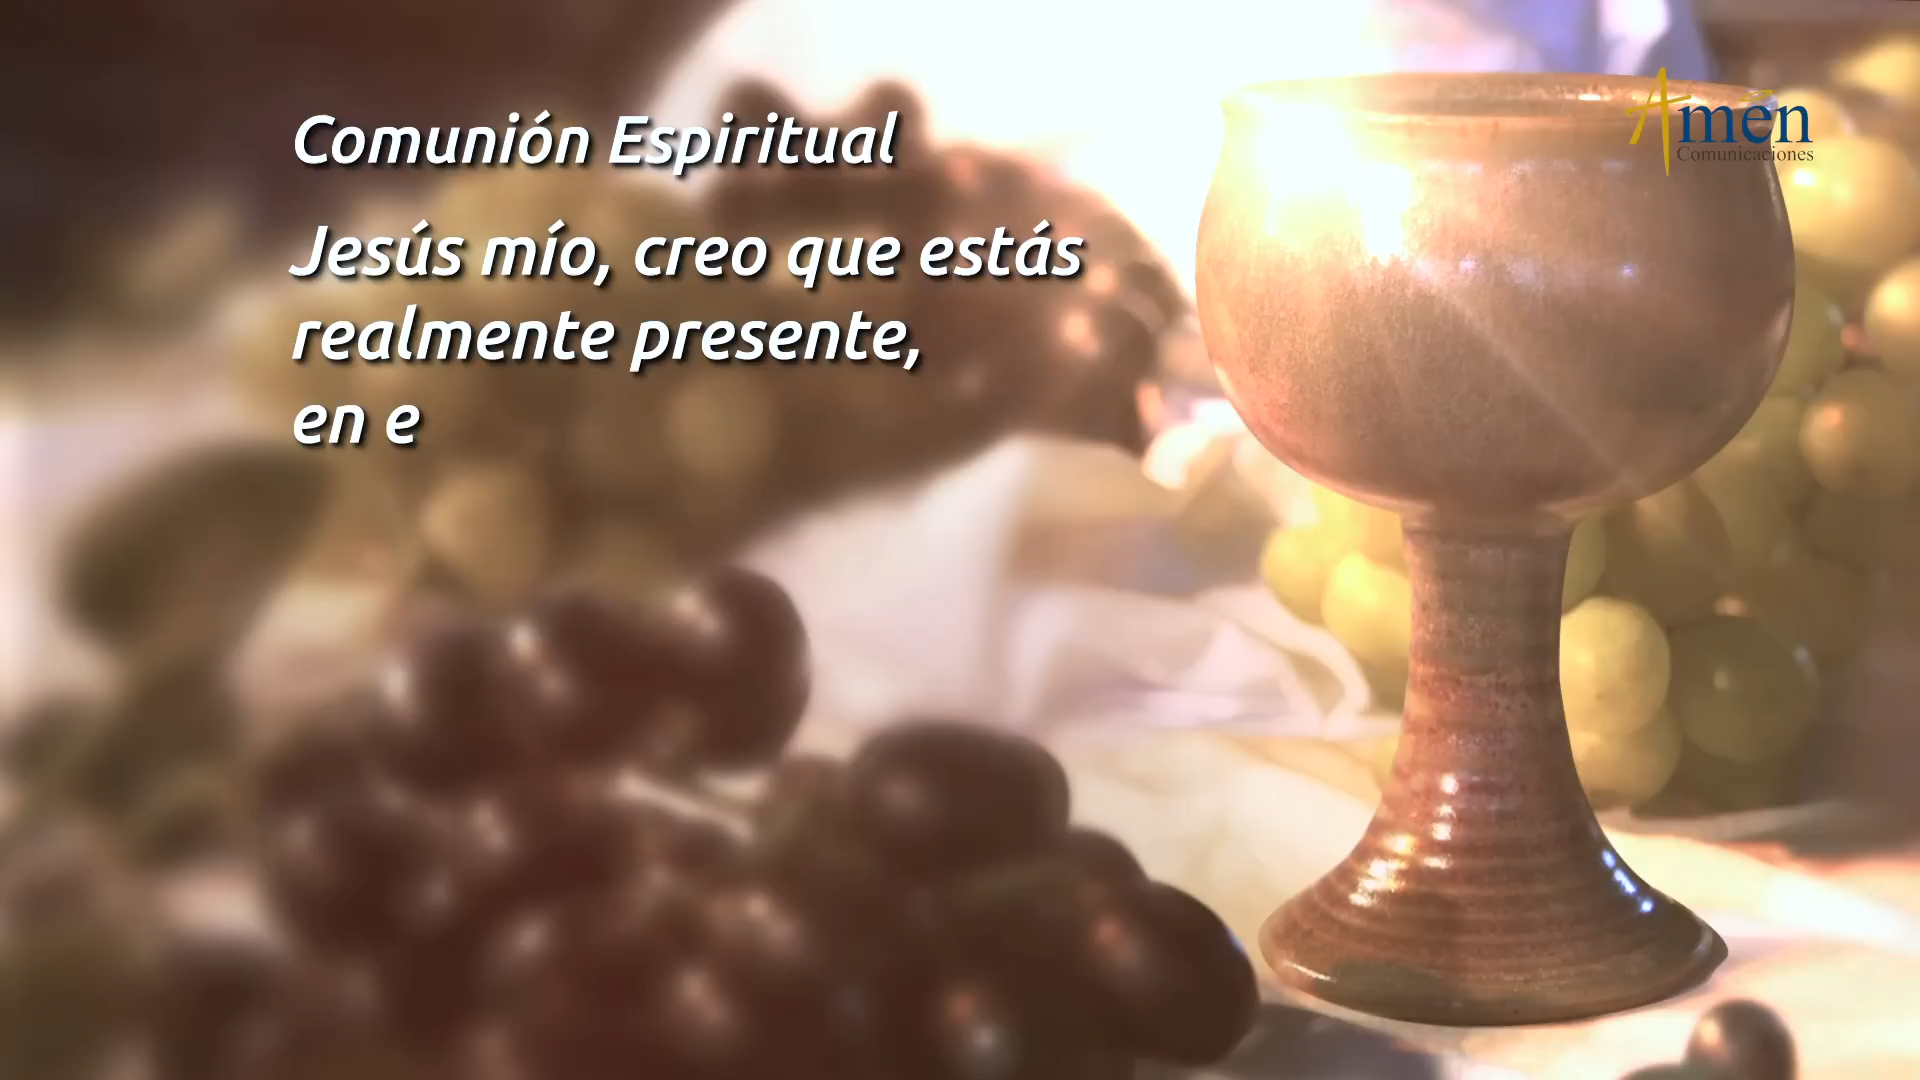 Comunión Espiritual
Jesús mío, creo que estás
realmente presente,
en e
Amén
Comunicaciones